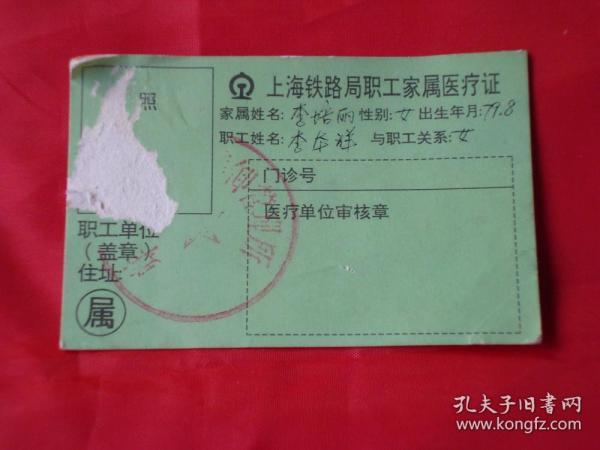 上海铁路局职工家属医疗证
家属姓名: 李培丽 性别: 女 出生年月: 79.8
职工姓名: 李 祥 与职工关系: 女
照
门诊号
医疗单位审核章
职工单位
(盖章)
住址:
属
孔夫子旧书网
www.kongfz.com